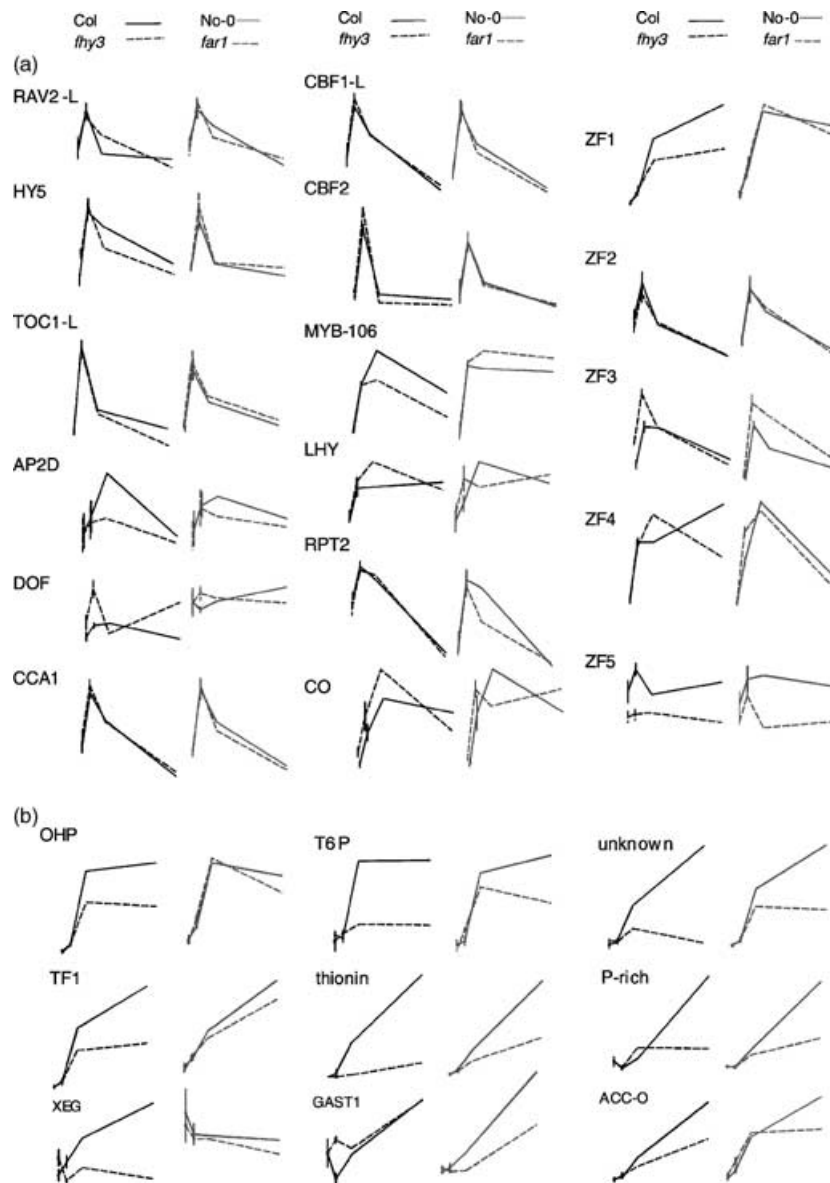 Col No-0 Col No-0 Col No-0
fhy3 far1 fhy3 far1 fhy3 far1
(a)
RAV2-L
HY5
TOC1-L
AP2D
DOF
CCA1
CBF1-L
CBF2
MYB-106
LHY
RPT2
CO
ZF1
ZF2
ZF3
ZF4
ZF5
(b)
OHP T6P unknown
TF1 thionin P-rich
XEG GAST1 ACC-O